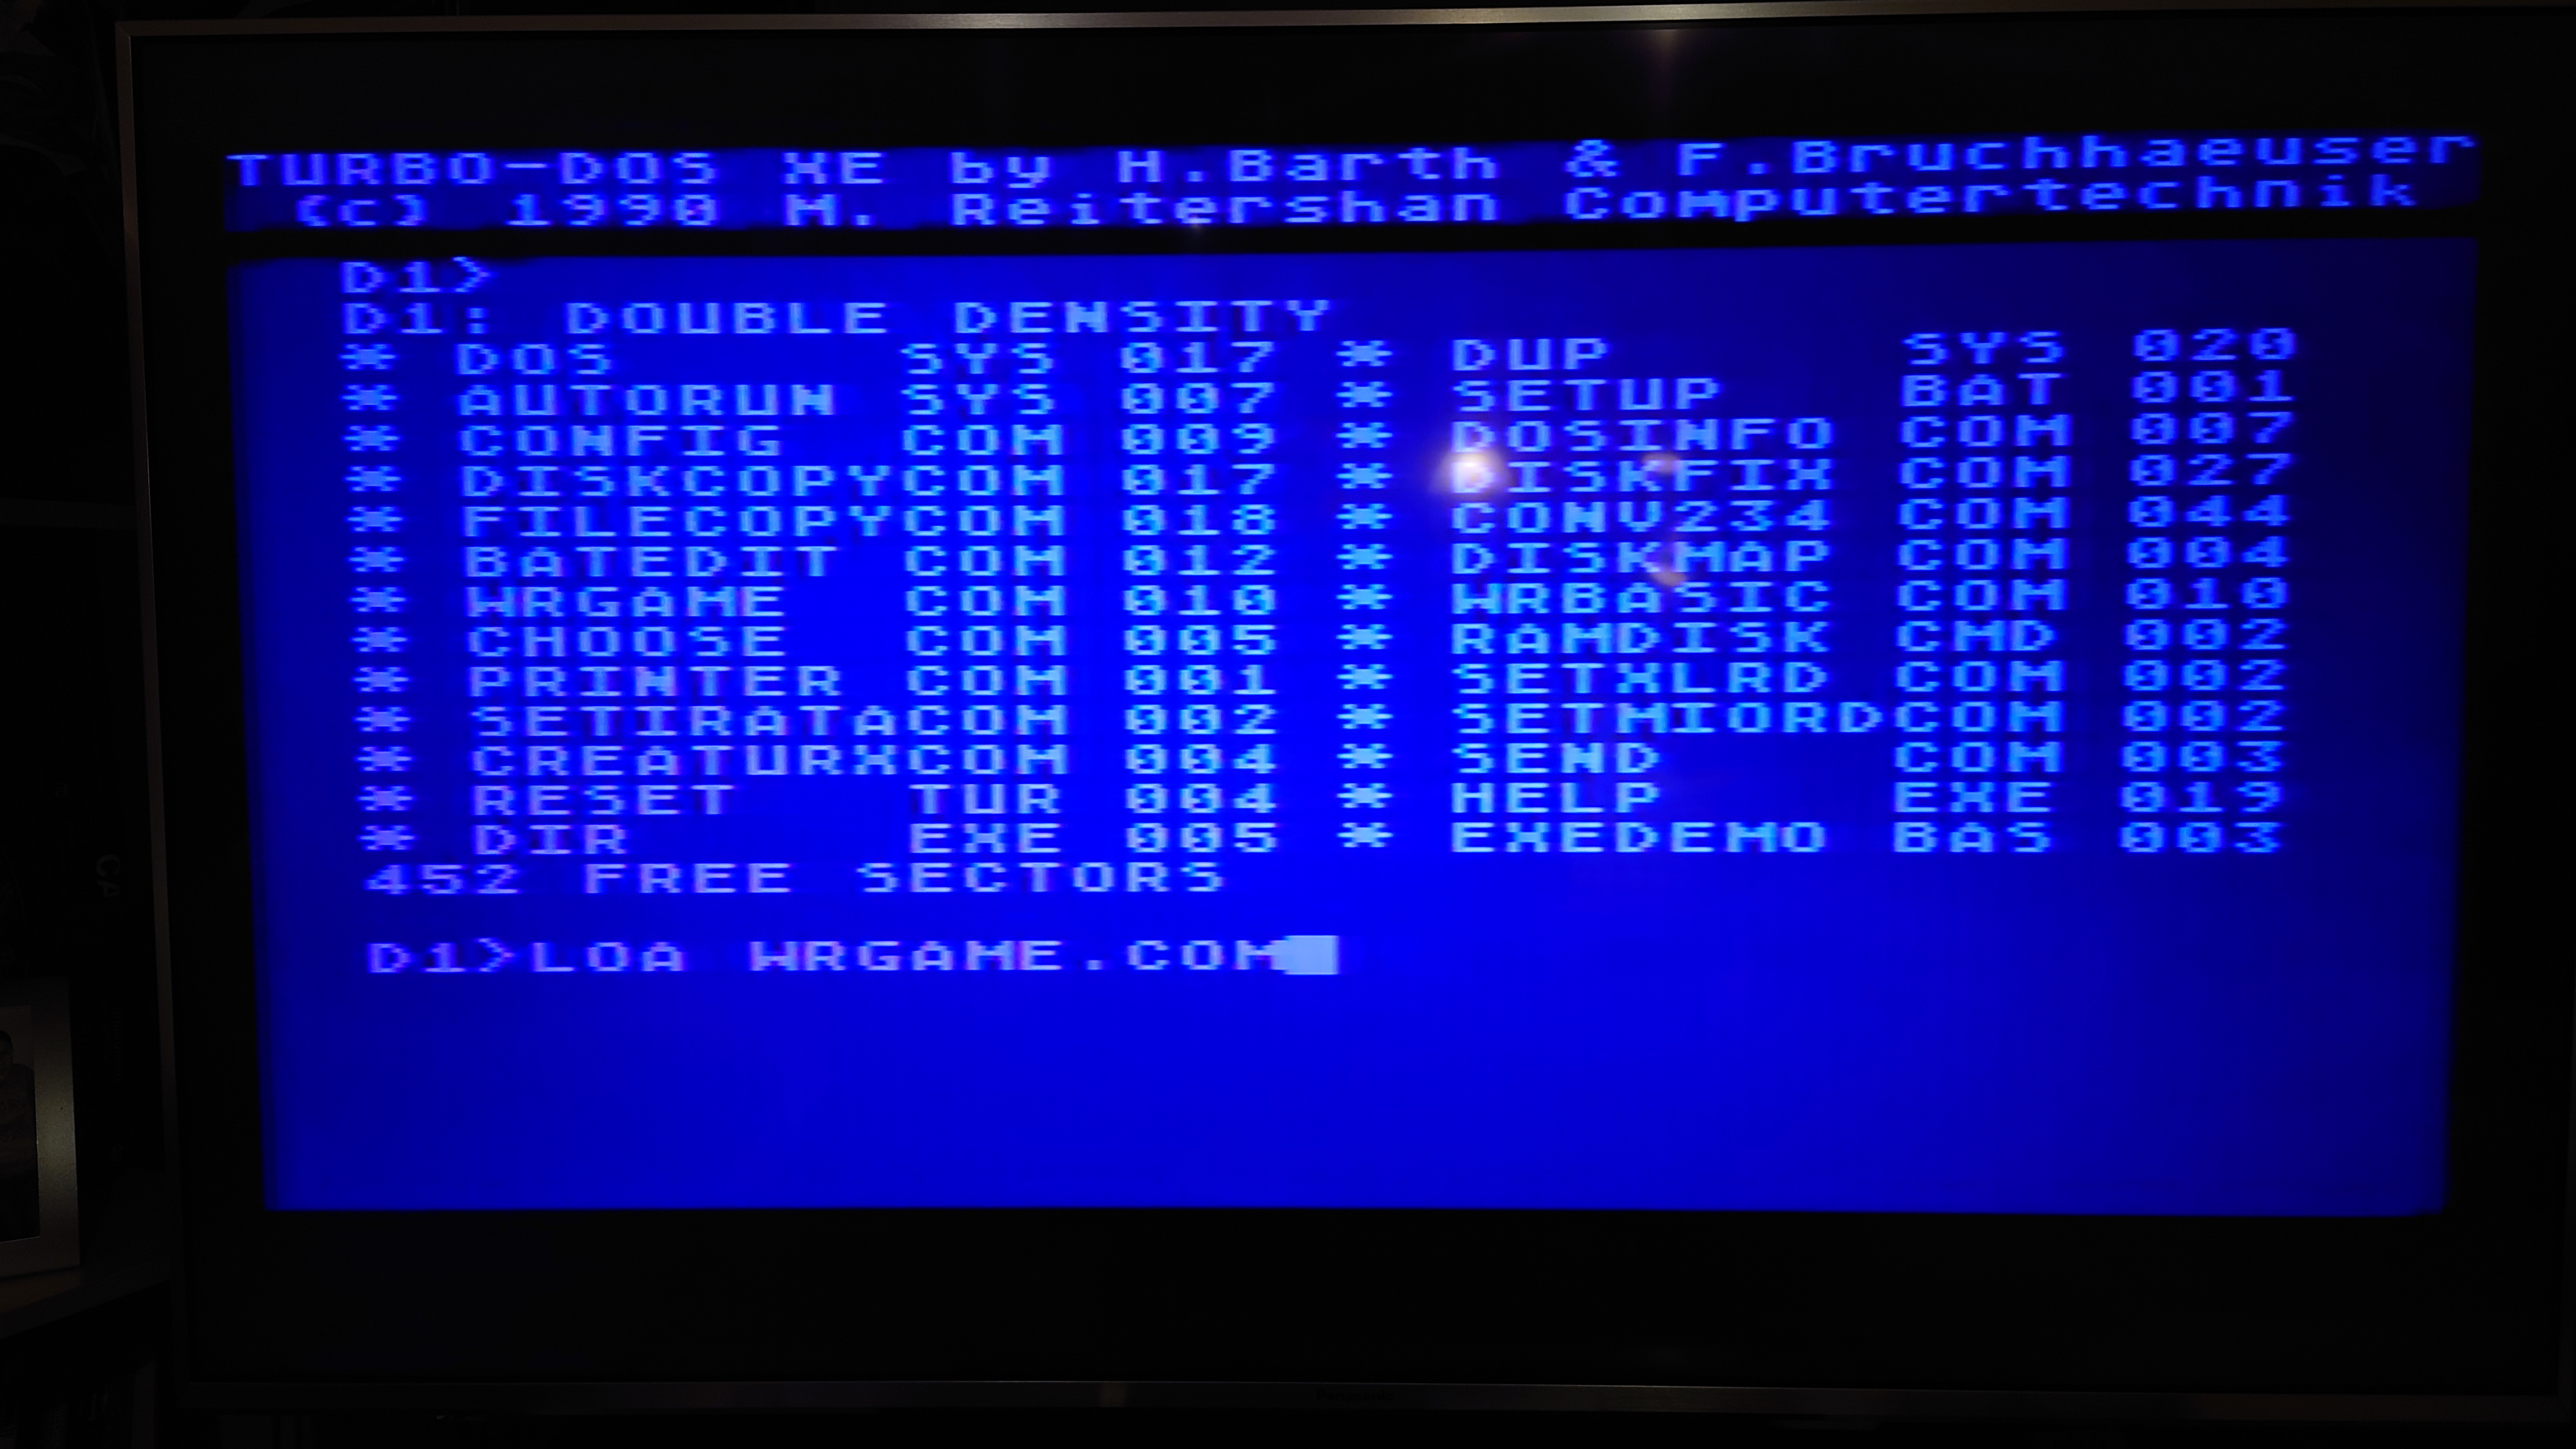 TURBO-DOS XE by H.Barth & F.Bruchhaeuser
(c) 1990 M. Reitershan Computertechnik
D1>
D1: DOUBLE DENSITY
* DOS SYS 017 * DUP SYS 020
* AUTORUN SYS 007 * SETUP BAT 001
* CONFIG COM 009 * DOSINFO COM 007
* DISKCOPYCOM 017 * DISKFIX COM 027
* FILECOPYCOM 018 * CONV234 COM 044
* BATEDIT COM 012 * DISKMAP COM 004
* WRGAME COM 010 * WRBASIC COM 010
* CHOOSE COM 005 * RAMDISK CMD 002
* PRINTER COM 001 * SETXLRD COM 002
* SETIRATACOM 002 * SETMIORDCOM 002
* CREATURXCOM 004 * SEND COM 003
* RESET TUR 004 * HELP EXE 019
* DIR EXE 005 * EXEDEMO BAS 003
452 FREE SECTORS
D1>LOA WRGAME.COM